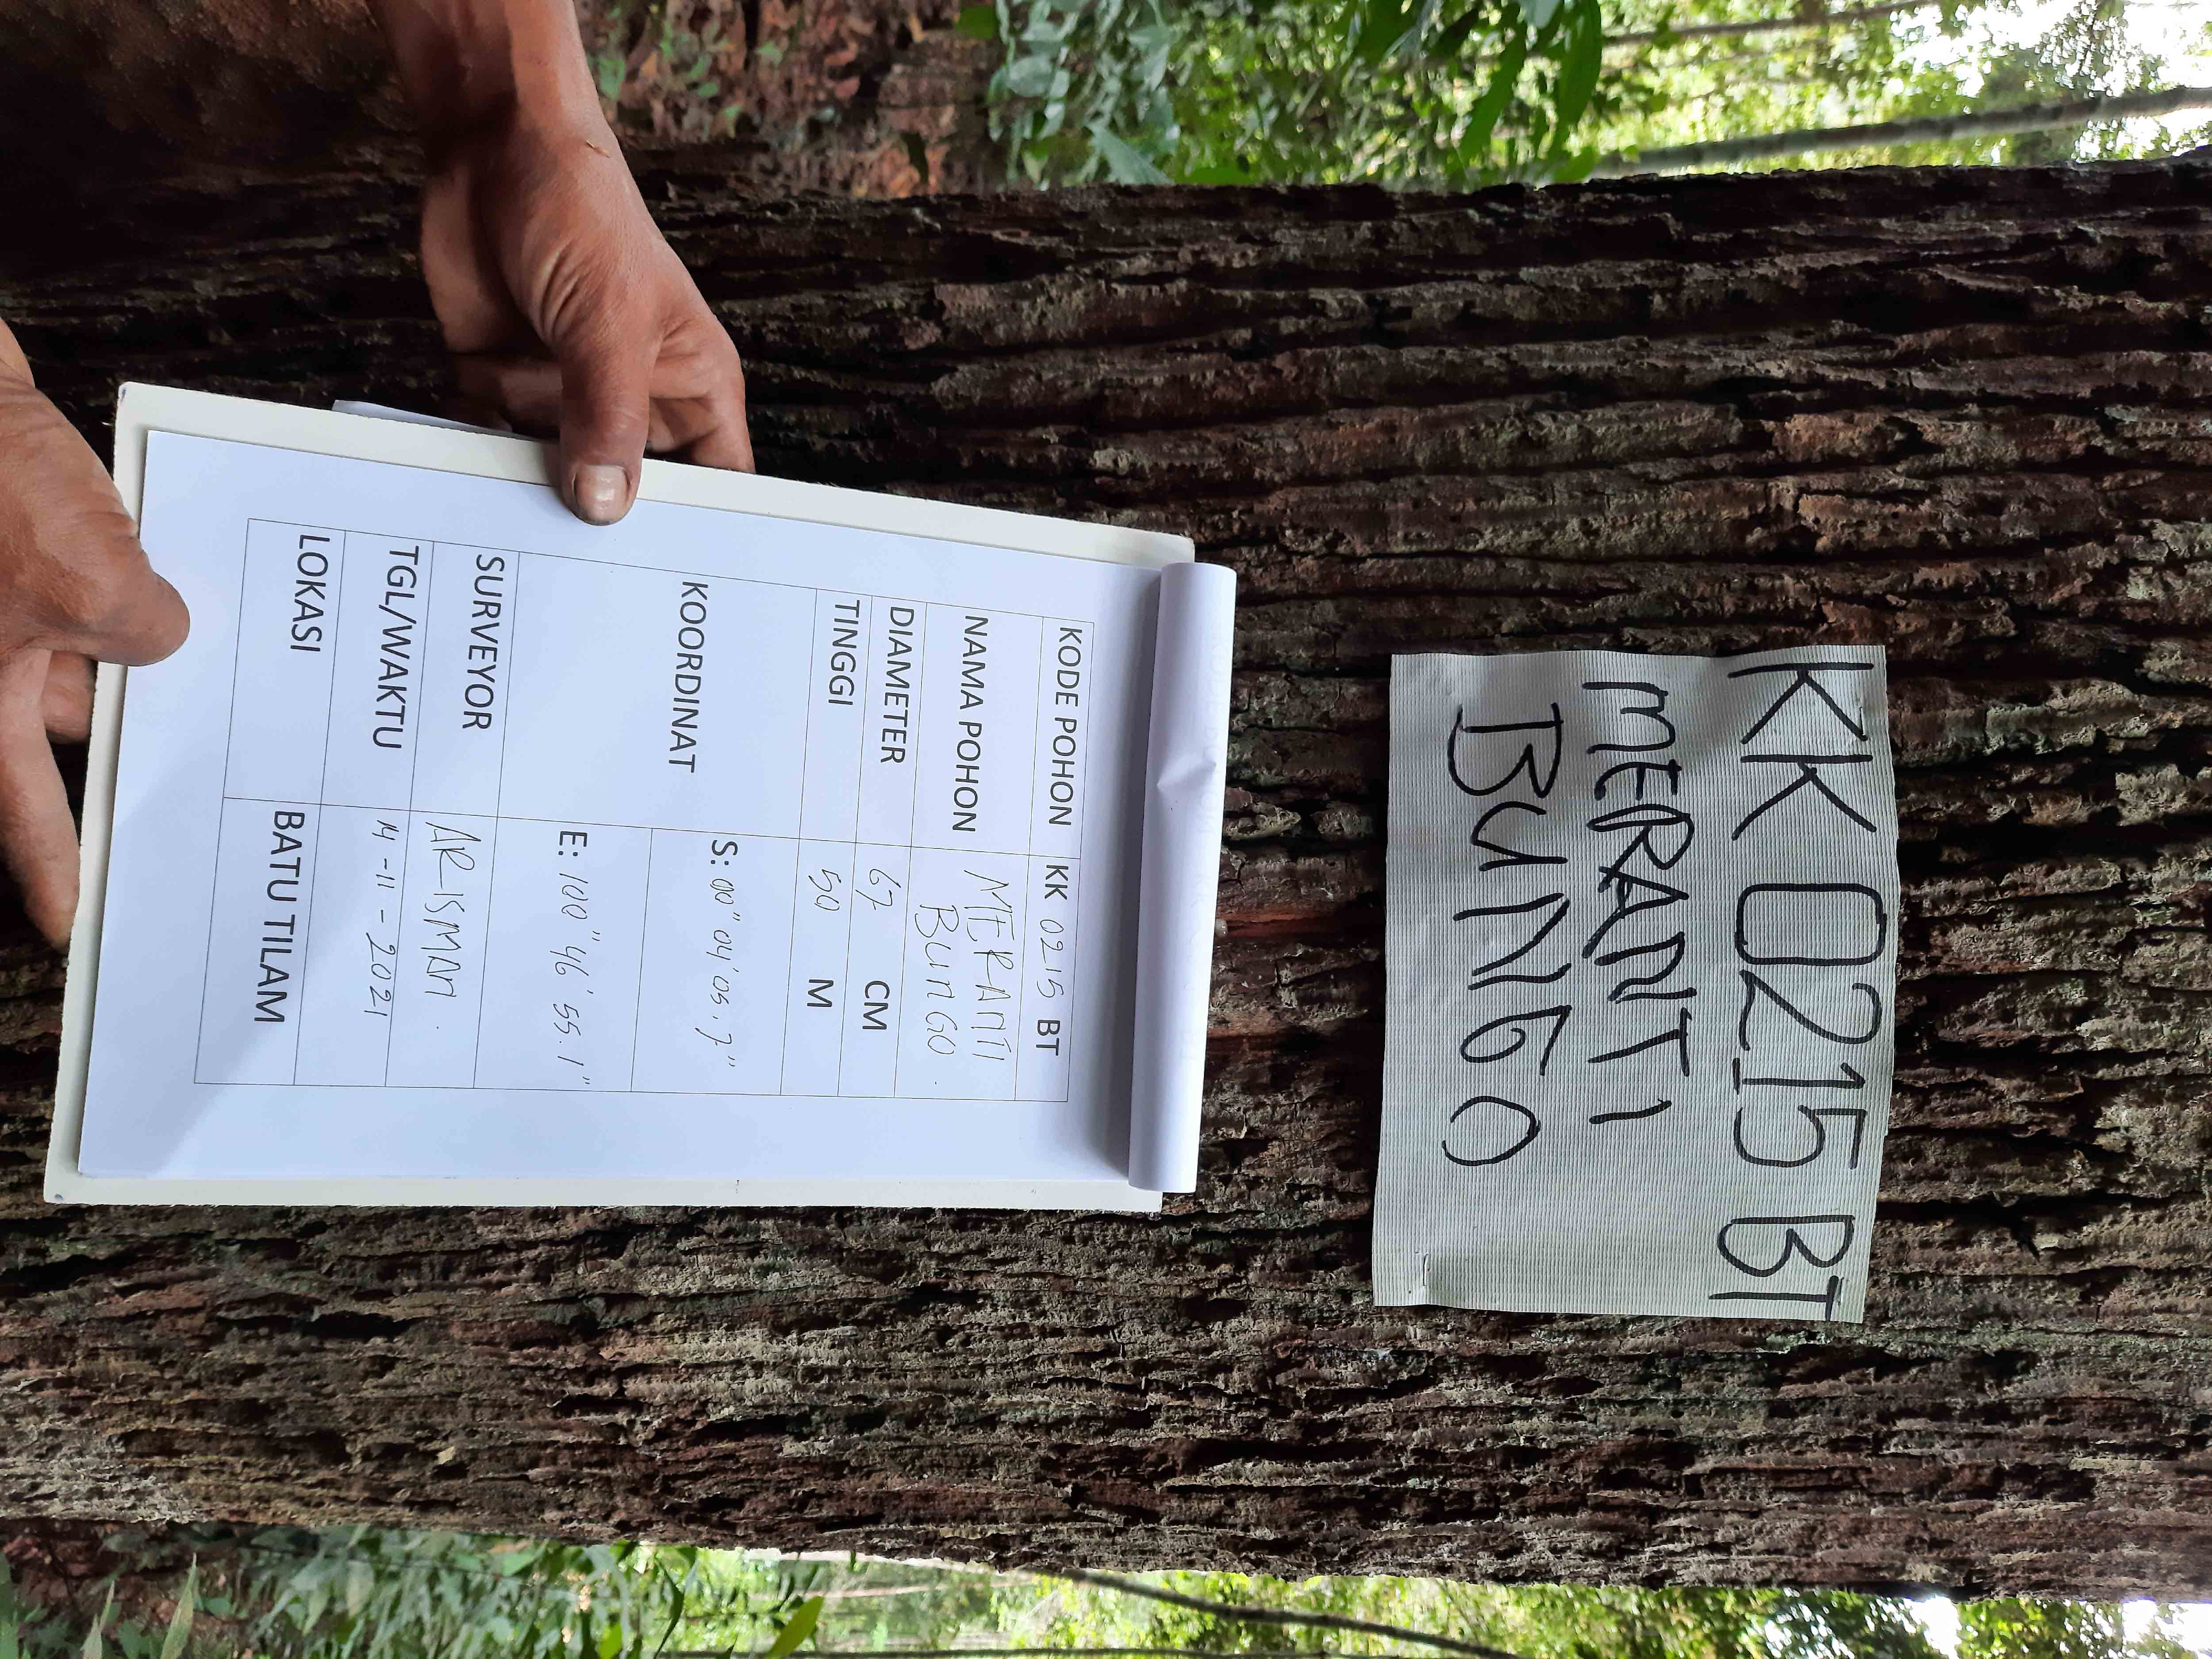 KK 0215 BT
MERANTI
BUNGO
KODE POHON KK 0215 BT
NAMA POHON MERANTI
BUNGO.
DIAMETER 67 CM
TINGGI 50 M
KOORDINAT S: 00" 04' 05.7"
E: 100" 46' 55.1"
SURVEYOR ARISMAN.
TGL/WAKTU 14-11-2021
LOKASI BATU TILAM